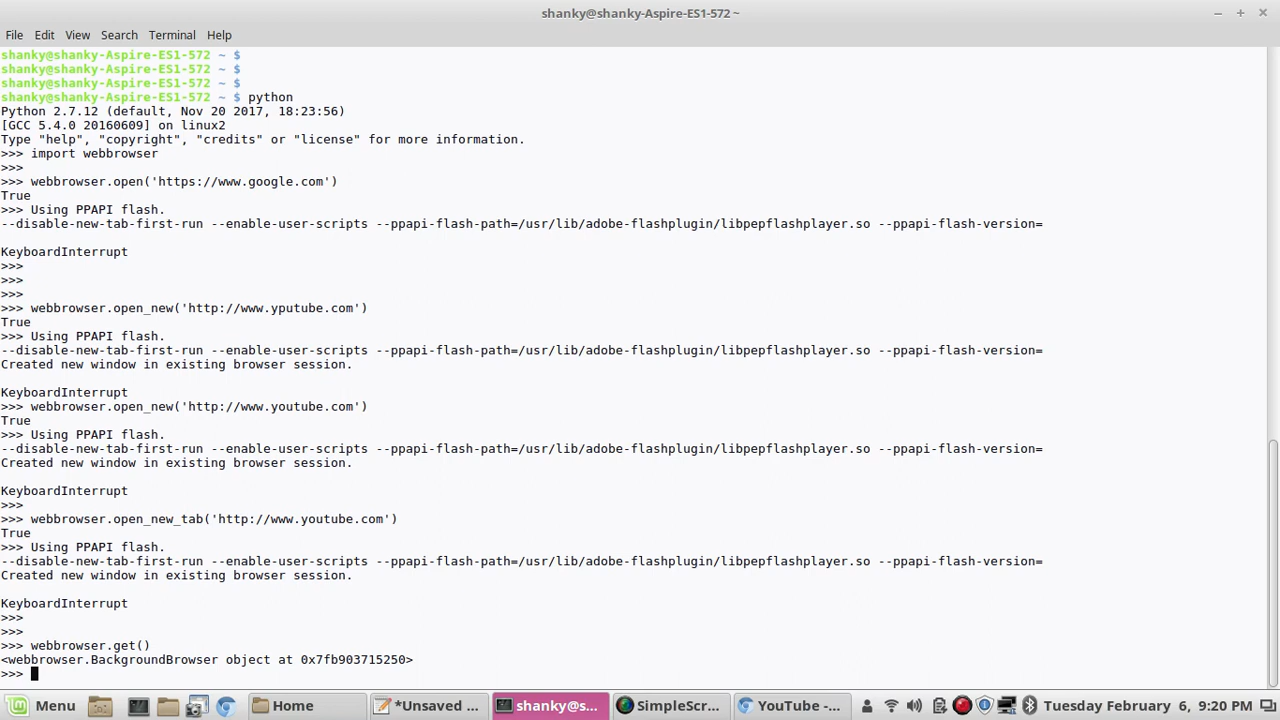 shanky@shanky-Aspire-ES1-572 ~
File Edit View Search Terminal Help
shanky@shanky-Aspire-ES1-572 ~ $
shanky@shanky-Aspire-ES1-572 ~ $
shanky@shanky-Aspire-ES1-572 ~ $
shanky@shanky-Aspire-ES1-572 ~ $ python
Python 2.7.12 (default, Nov 20 2017, 18:23:56)
[GCC 5.4.0 20160609] on linux2
Type "help", "copyright", "credits" or "license" for more information.
>>> import webbrowser
>>>
>>> webbrowser.open('https://www.google.com')
True
>>> Using PPAPI flash.
--disable-new-tab-first-run --enable-user-scripts --ppapi-flash-path=/usr/lib/adobe-flashplugin/libpepflashplayer.so --ppapi-flash-version=
KeyboardInterrupt
>>>
>>>
>>>
>>> webbrowser.open_new('http://www.yputube.com')
True
>>> Using PPAPI flash.
--disable-new-tab-first-run --enable-user-scripts --ppapi-flash-path=/usr/lib/adobe-flashplugin/libpepflashplayer.so --ppapi-flash-version=
Created new window in existing browser session.
KeyboardInterrupt
>>> webbrowser.open_new('http://www.youtube.com')
True
>>> Using PPAPI flash.
--disable-new-tab-first-run --enable-user-scripts --ppapi-flash-path=/usr/lib/adobe-flashplugin/libpepflashplayer.so --ppapi-flash-version=
Created new window in existing browser session.
KeyboardInterrupt
>>>
>>> webbrowser.open_new_tab('http://www.youtube.com')
True
>>> Using PPAPI flash.
--disable-new-tab-first-run --enable-user-scripts --ppapi-flash-path=/usr/lib/adobe-flashplugin/libpepflashplayer.so --ppapi-flash-version=
Created new window in existing browser session.
KeyboardInterrupt
>>>
>>>
>>> webbrowser.get()
<webbrowser.BackgroundBrowser object at 0x7fb903715250>
>>>
Menu Home *Unsaved ... shanky@s... SimpleScr... YouTube -... Tuesday February 6, 9:20 PM